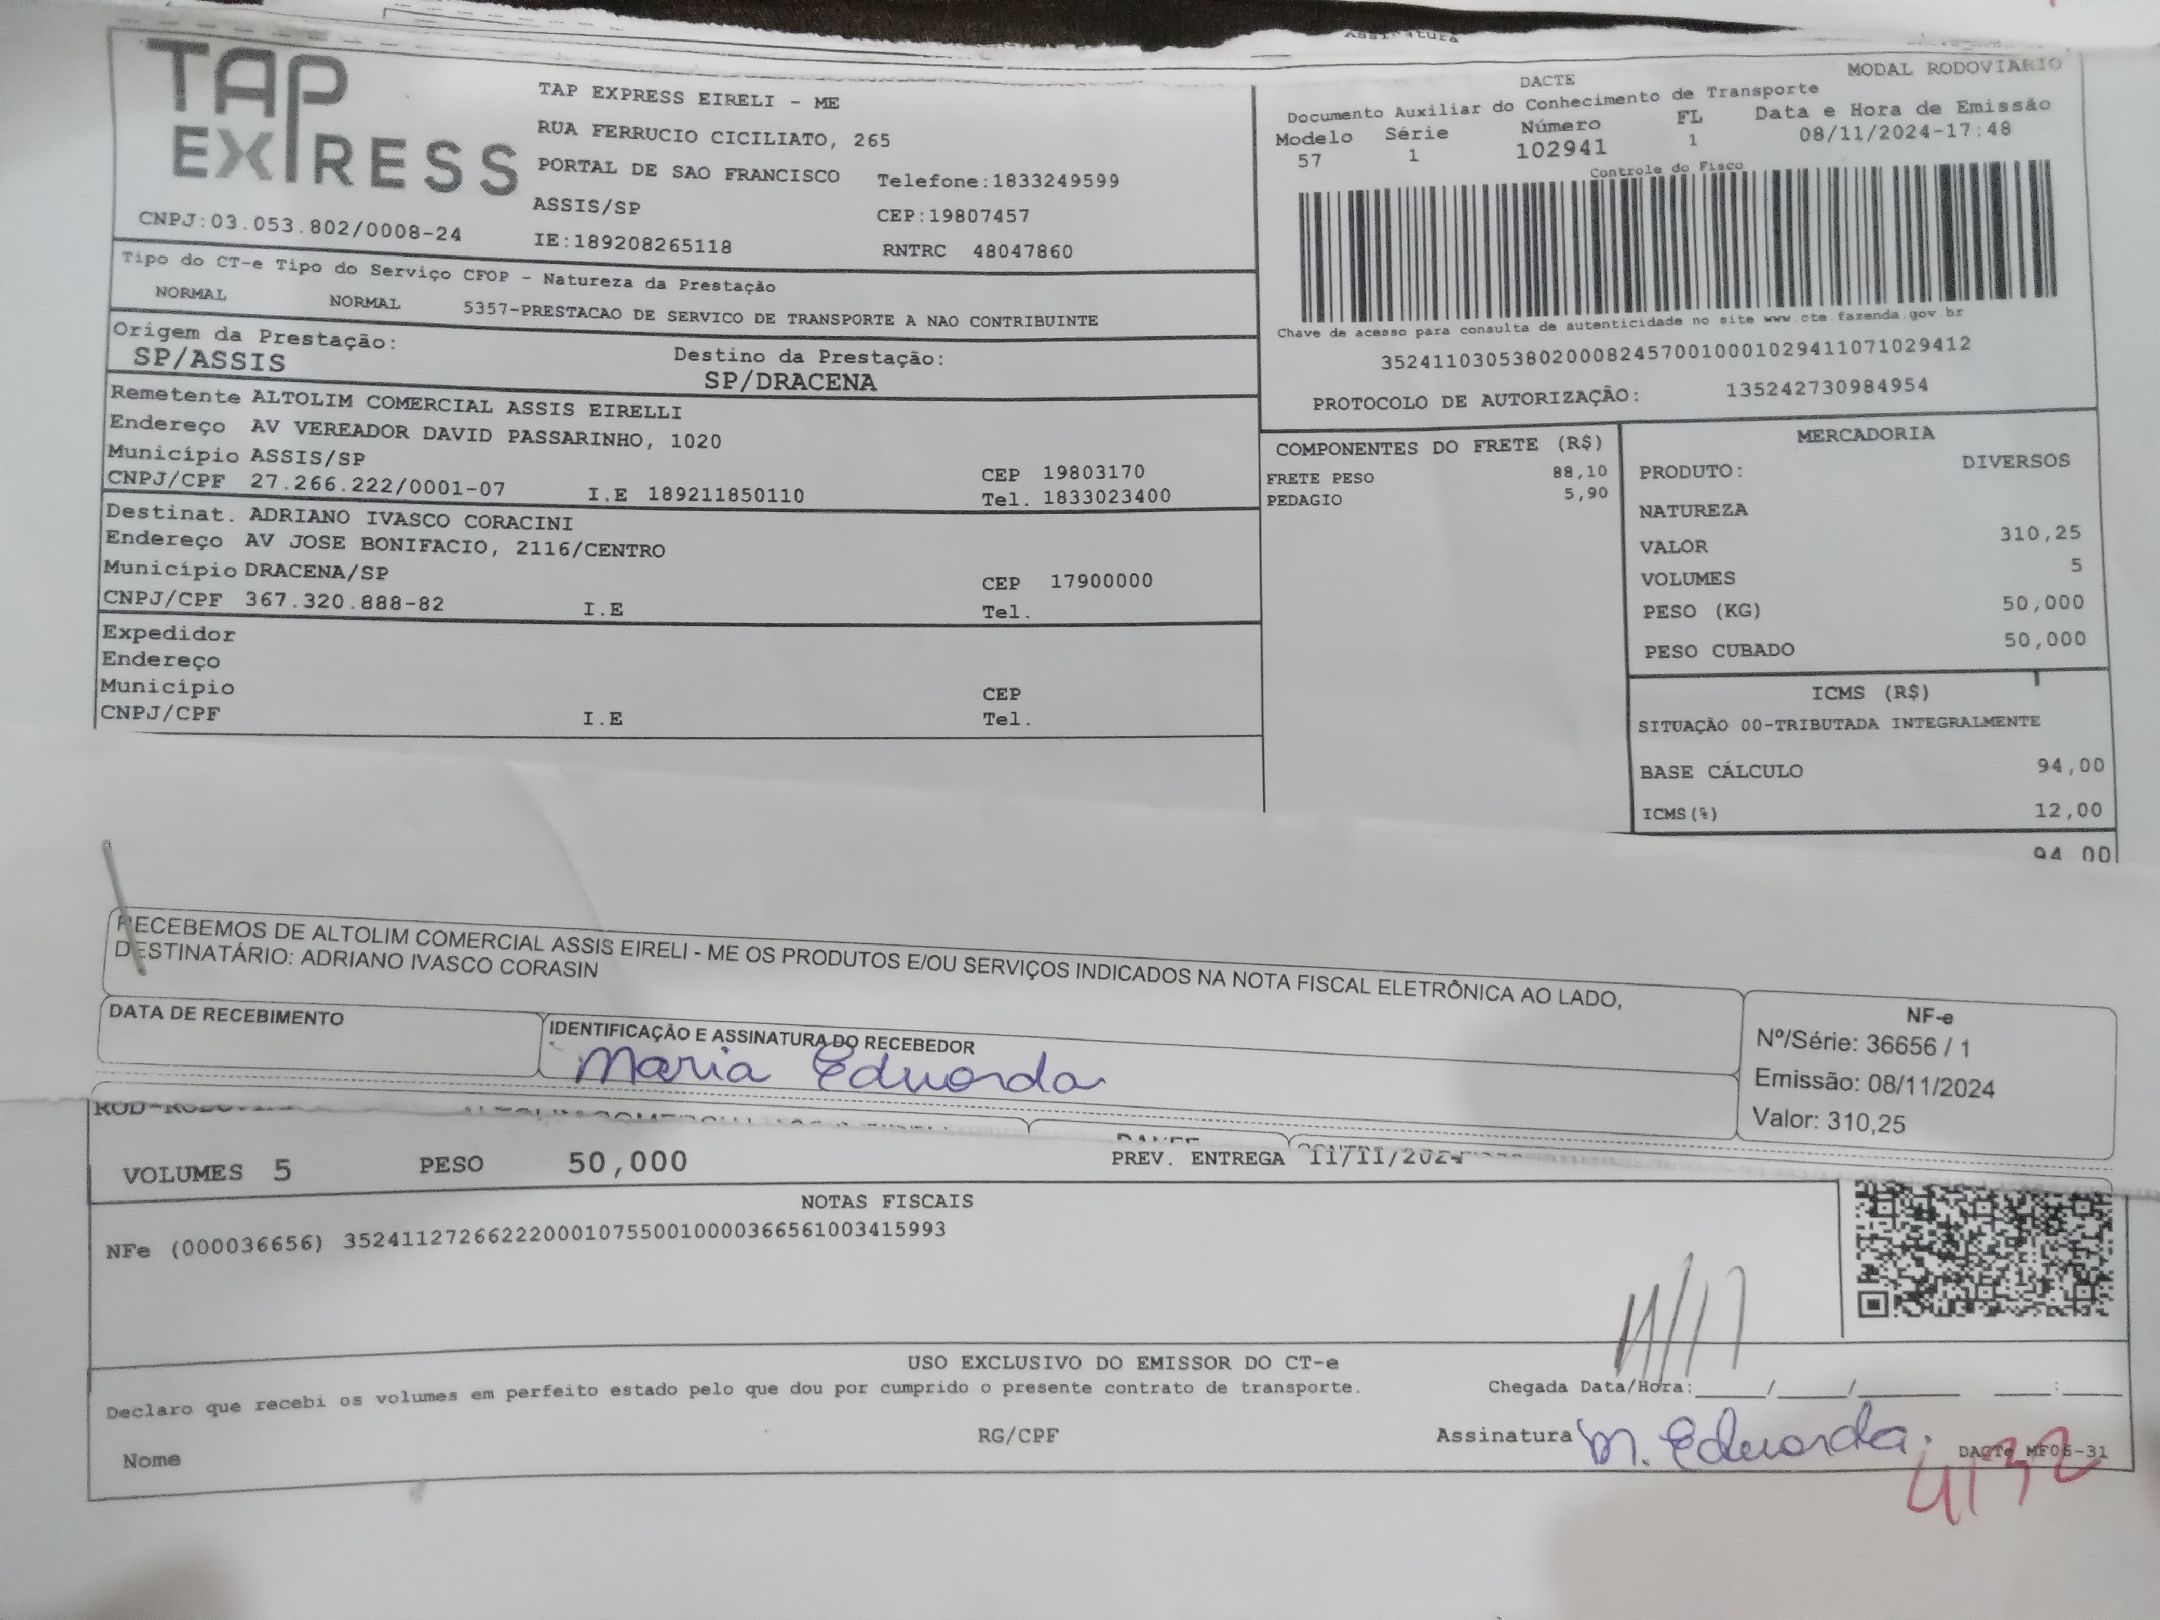 Assinatura
TAP EXPRESS
CNPJ:03.053.802/0008-24
TAP EXPRESS EIRELI - ME
RUA FERRUCIO CICILIATO, 265
PORTAL DE SAO FRANCISCO Telefone:1833249599
ASSIS/SP CEP:19807457
IE:189208265118 RNTRC 48047860
DACTE MODAL RODOVIARIO
Documento Auxiliar do Conhecimento de Transporte
Modelo Série Número FL Data e Hora de Emissão
57 1 102941 1 08/11/2024-17:48
Controle do Fisco
Chave de acesso para consulta de autenticidade no site www.cte.fazenda.gov.br
35241103053802000824570010001029411071029412
PROTOCOLO DE AUTORIZAÇÃO: 135242730984954
Tipo do CT-e Tipo do Serviço CFOP - Natureza da Prestação
NORMAL NORMAL 5357-PRESTACAO DE SERVICO DE TRANSPORTE A NAO CONTRIBUINTE
Origem da Prestação: Destino da Prestação:
SP/ASSIS SP/DRACENA
Remetente ALTOLIM COMERCIAL ASSIS EIRELLI
Endereço AV VEREADOR DAVID PASSARINHO, 1020
Município ASSIS/SP CEP 19803170
CNPJ/CPF 27.266.222/0001-07 I.E 189211850110 Tel. 1833023400
Destinat. ADRIANO IVASCO CORACINI
Endereço AV JOSE BONIFACIO, 2116/CENTRO
Município DRACENA/SP CEP 17900000
CNPJ/CPF 367.320.888-82 I.E Tel.
Expedidor
Endereço
Município CEP
CNPJ/CPF I.E Tel.
COMPONENTES DO FRETE (R$)
FRETE PESO 88,10
PEDAGIO 5,90
MERCADORIA
PRODUTO: DIVERSOS
NATUREZA
VALOR 310,25
VOLUMES 5
PESO (KG) 50,000
PESO CUBADO 50,000
ICMS (R$)
SITUAÇÃO 00-TRIBUTADA INTEGRALMENTE
BASE CÁLCULO 94,00
ICMS(%) 12,00
94,00
RECEBEMOS DE ALTOLIM COMERCIAL ASSIS EIRELI - ME OS PRODUTOS E/OU SERVIÇOS INDICADOS NA NOTA FISCAL ELETRÔNICA AO LADO,
DESTINATÁRIO: ADRIANO IVASCO CORASIN
DATA DE RECEBIMENTO IDENTIFICAÇÃO E ASSINATURA DO RECEBEDOR
Maria Eduarda
NF-e
Nº/Série: 36656 / 1
Emissão: 08/11/2024
Valor: 310,25
VOLUMES 5 PESO 50,000 PREV. ENTREGA 11/11/2024
NOTAS FISCAIS
NFe (000036656) 35241127266222000107550010000366561003415993
11/11
USO EXCLUSIVO DO EMISSOR DO CT-e
Declaro que recebi os volumes em perfeito estado pelo que dou por cumprido o presente contrato de transporte. Chegada Data/Hora:____/____/______ ___:___
Nome RG/CPF Assinatura M. Eduarda.
DACTe MF06-31